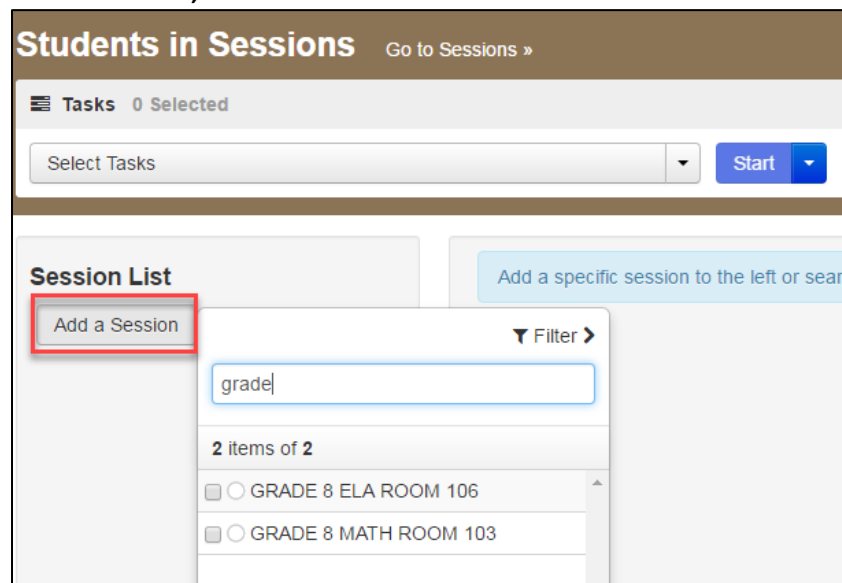 Students in Sessions Go to Sessions »
Tasks 0 Selected
Select Tasks Start
Session List
Add a specific session to the left or sear
Add a Session
Filter
grade
2 items of 2
GRADE 8 ELA ROOM 106
GRADE 8 MATH ROOM 103